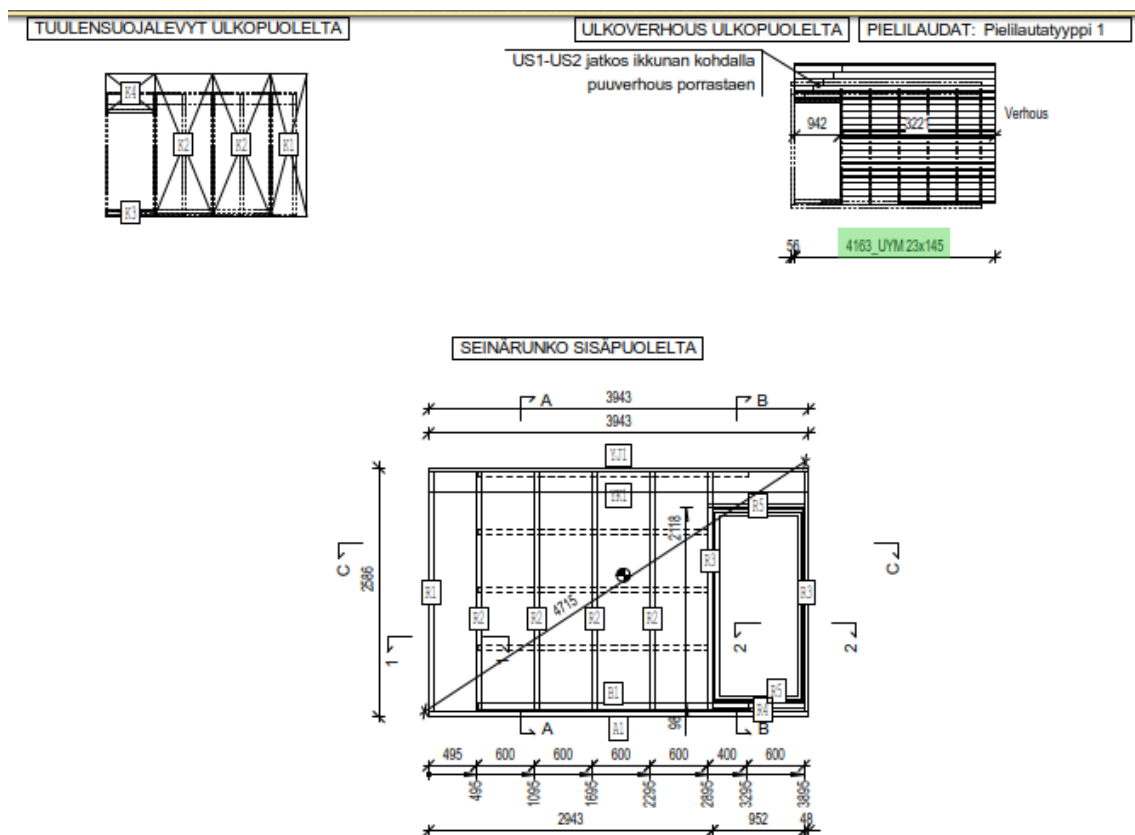 TUULENSUOJALEVYT ULKOPUOLELTA
ULKOVERHOUS ULKOPUOLELTA
PIELILAUDAT: Pielilautatyyppi 1
US1-US2 jatkos ikkunan kohdalla
puuverhous porrastaen
K4
K2
K2
K1
K3
942
3221
Verhous
56
4163_UYM 23x145
SEINÄRUNKO SISÄPUOLELTA
A
3943
B
3943
YJ1
YK1
R5
2118
C
C
2586
R3
R1
R3
4715
R2
R2
R2
R2
1
1
2
2
B1
R5
R4
98
A
A1
B
495
600
600
600
600
400
600
495
1095
1695
2295
2895
3295
3895
2943
952
48